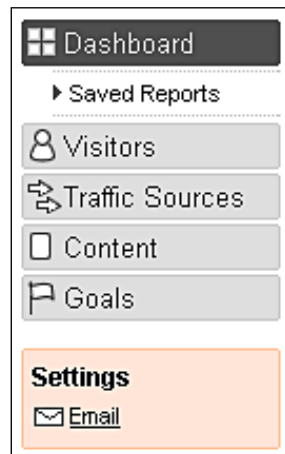 Dashboard
Saved Reports
Visitors
Traffic Sources
Content
Goals
Settings
Email